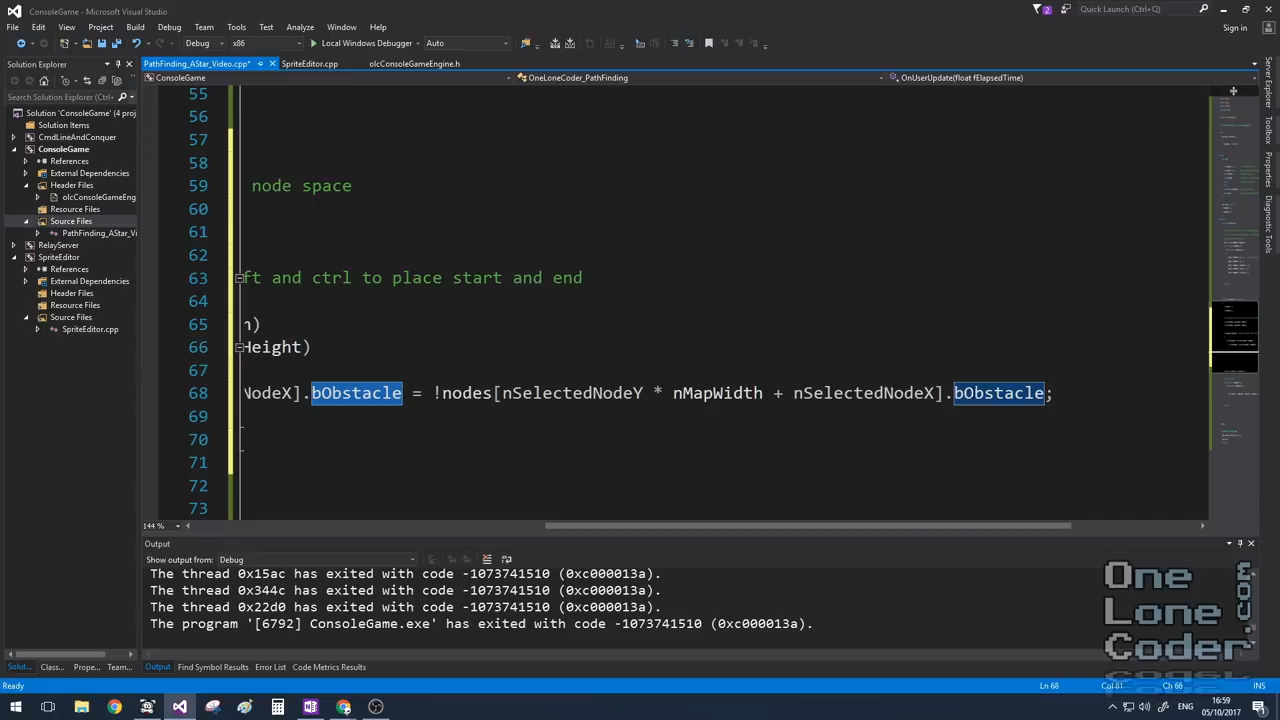 ConsoleGame - Microsoft Visual Studio
2
Quick Launch (Ctrl+Q)
File Edit View Project Build Debug Team Tools Test Analyze Window Help
Sign in
Debug x86 Local Windows Debugger Auto
Solution Explorer
PathFinding_AStar_Video.cpp* SpriteEditor.cpp olcConsoleGameEngine.h
ConsoleGame OneLoneCoder_PathFinding OnUserUpdate(float fElapsedTime)
Search Solution Explorer (Ctrl+
Solution 'ConsoleGame' (4 proj
Solution Items
CmdLineAndConquer
ConsoleGame
References
External Dependencies
Header Files
olcConsoleGameEng
Resource Files
Source Files
PathFinding_AStar_Vi
RelayServer
SpriteEditor
References
External Dependencies
Header Files
Resource Files
Source Files
SpriteEditor.cpp
55
56
57
58
59 node space
60
61
62
63 ft and ctrl to place start and end
64
65 n)
66 Height)
67
68 NodeX].bObstacle = !nodes[nSelectedNodeY * nMapWidth + nSelectedNodeX].bObstacle;
69
70
71
72
73
144 %
Server Explorer
Toolbox
Properties
Diagnostic Tools
Output
Show output from: Debug
The thread 0x15ac has exited with code -1073741510 (0xc000013a).
The thread 0x344c has exited with code -1073741510 (0xc000013a).
The thread 0x22d0 has exited with code -1073741510 (0xc000013a).
The program '[6792] ConsoleGame.exe' has exited with code -1073741510 (0xc000013a).
One
Lone
Coder
.com
Solut... Class... Prope... Team...
Output Find Symbol Results Error List Code Metrics Results
Ready Ln 68 Col 81 Ch 66 INS
ENG 16:59
05/10/2017